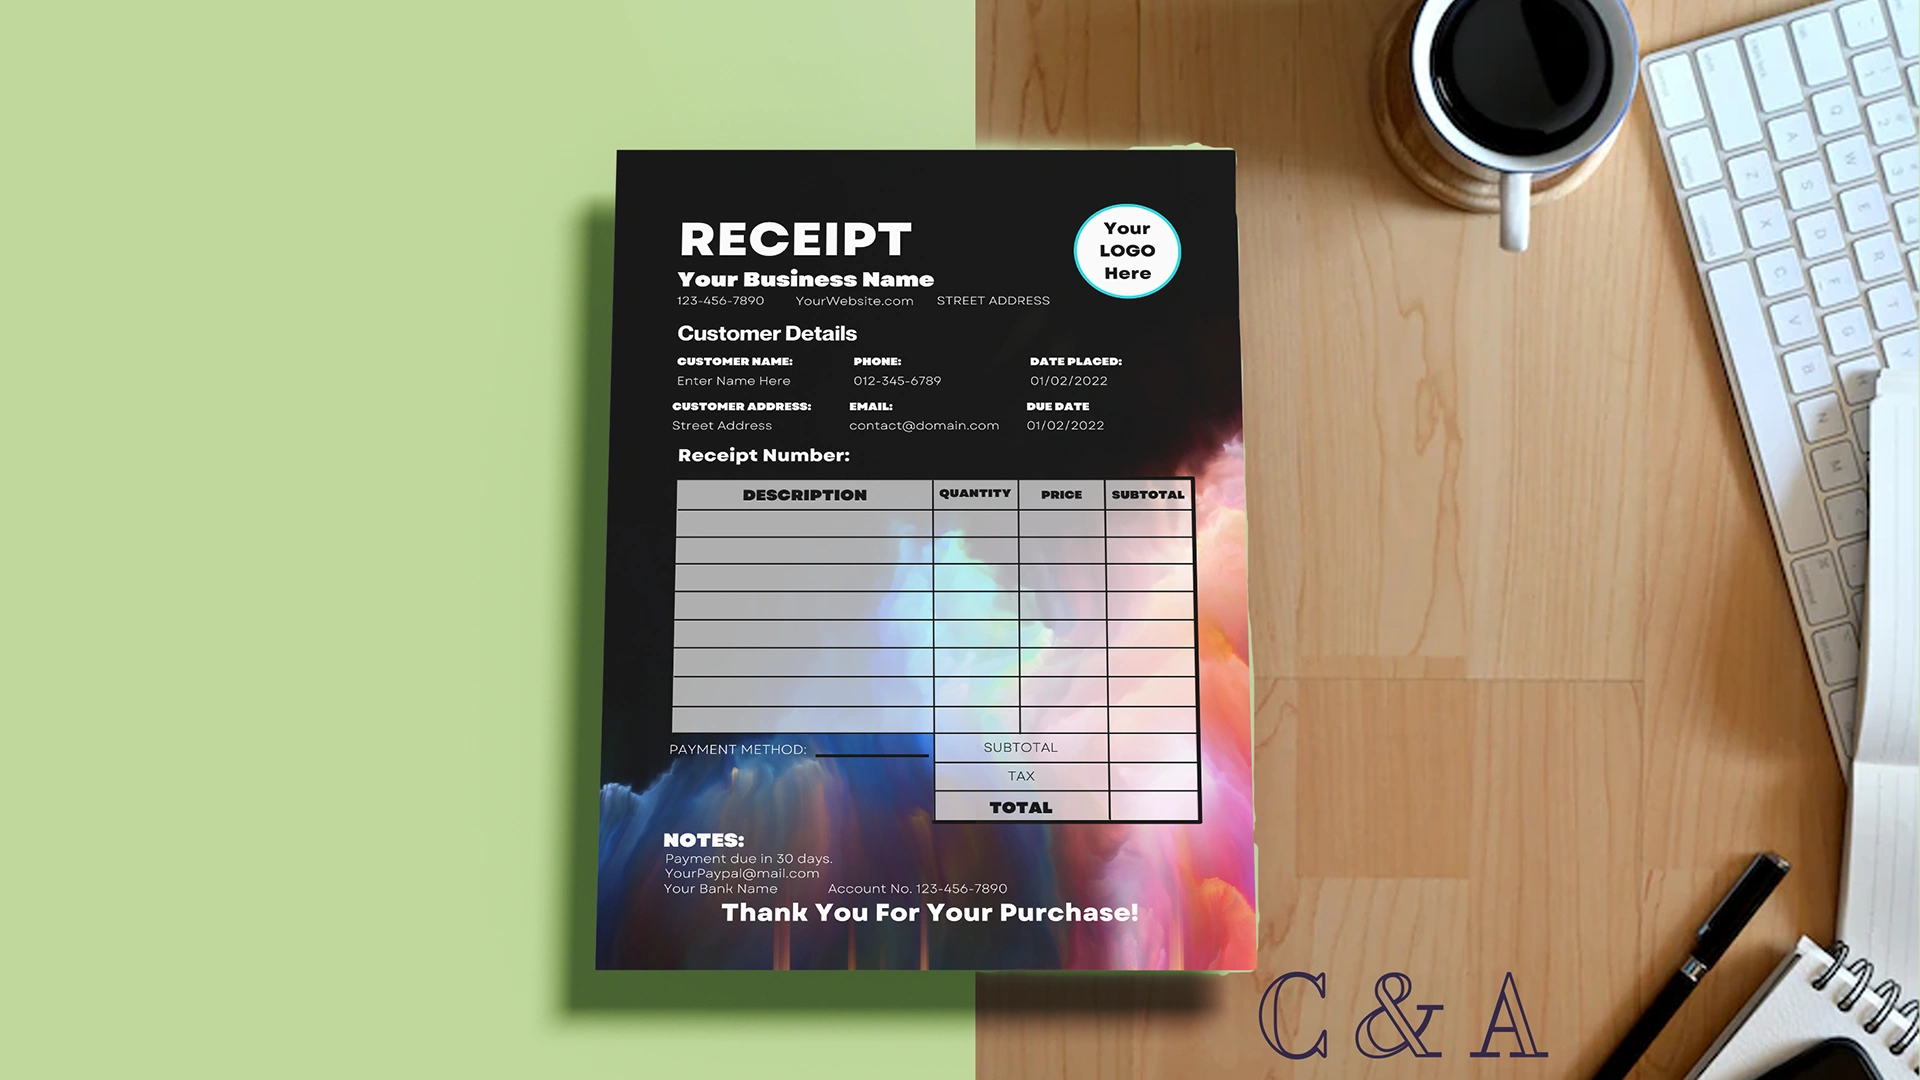 RECEIPT
Your Business Name
123-456-7890 YourWebsite.com STREET ADDRESS
Your
LOGO
Here
Customer Details
CUSTOMER NAME: PHONE: DATE PLACED:
Enter Name Here 012-345-6789 01/02/2022
CUSTOMER ADDRESS: EMAIL: DUE DATE
Street Address contact@domain.com 01/02/2022
Receipt Number:
DESCRIPTION QUANTITY PRICE SUBTOTAL
PAYMENT METHOD: SUBTOTAL
TAX
TOTAL
NOTES:
Payment due in 30 days.
YourPaypal@mail.com
Your Bank Name Account No. 123-456-7890
Thank You For Your Purchase!
C & A